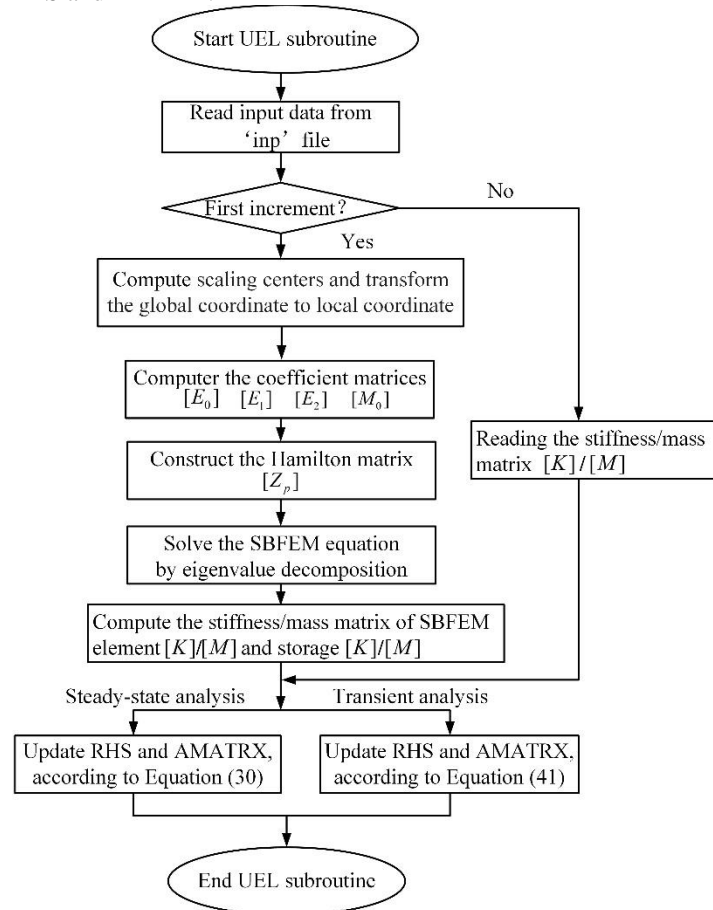 Start UEL subroutine
Read input data from
‘inp’ file
First increment?
No
Yes
Compute scaling centers and transform
the global coordinate to local coordinate
Computer the coefficient matrices
[E₀] [E₁] [E₂] [M₀]
Construct the Hamilton matrix
[Zₚ]
Reading the stiffness/mass
matrix [K]/[M]
Solve the SBFEM equation
by eigenvalue decomposition
Compute the stiffness/mass matrix of SBFEM
element [K]/[M] and storage [K]/[M]
Steady-state analysis
Transient analysis
Update RHS and AMATRX,
according to Equation (30)
Update RHS and AMATRX,
according to Equation (41)
End UEL subroutine